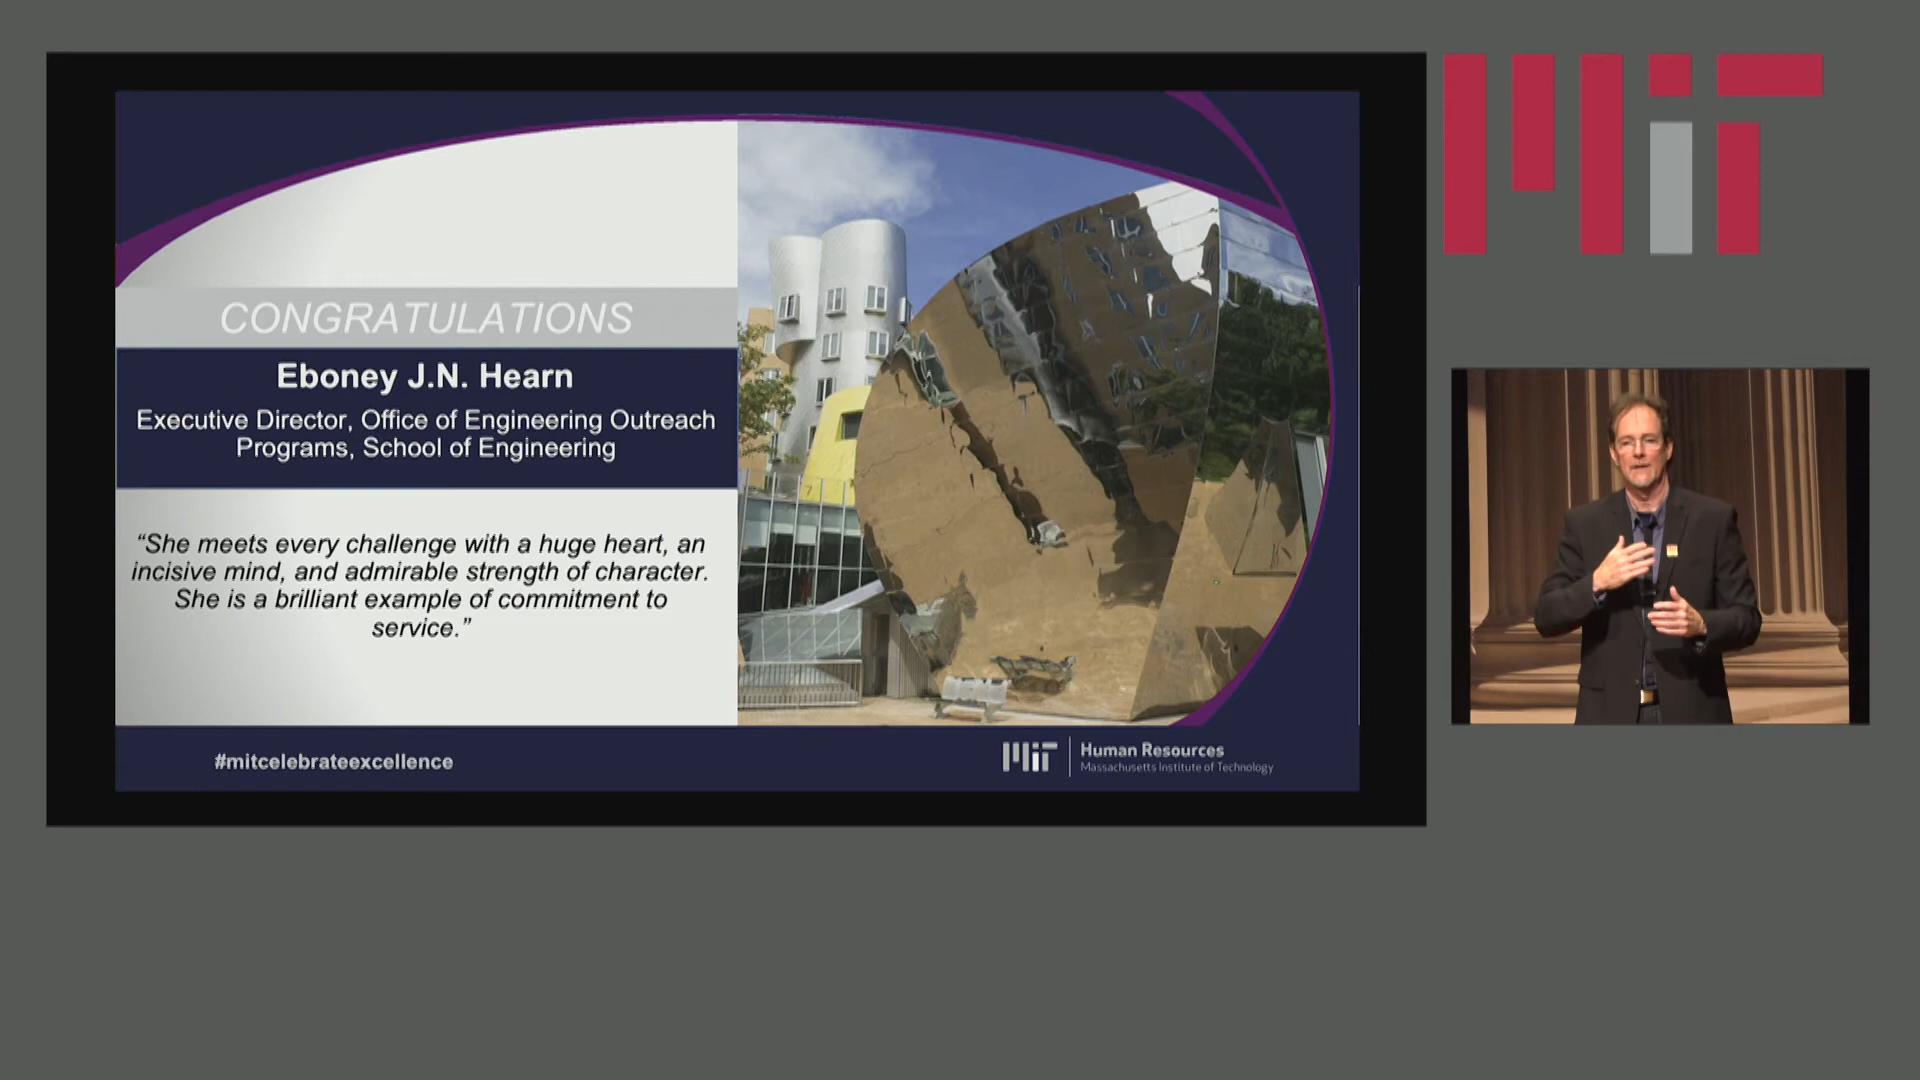 CONGRATULATIONS
Eboney J.N. Hearn
Executive Director, Office of Engineering Outreach
Programs, School of Engineering
“She meets every challenge with a huge heart, an
incisive mind, and admirable strength of character.
She is a brilliant example of commitment to
service.”
#mitcelebrateexcellence
MIT
Human Resources
Massachusetts Institute of Technology
MIT